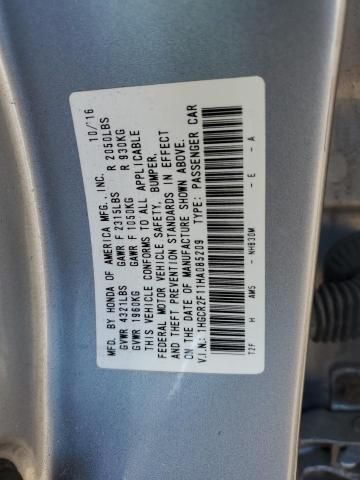 MFD. BY HONDA OF AMERICA MFG., INC. 10/16
GVWR 4321LBS GAWR F 2315LBS R 2050LBS
GVWR 1960KG GAWR F 1050KG R 930KG
THIS VEHICLE CONFORMS TO ALL APPLICABLE
FEDERAL MOTOR VEHICLE SAFETY, BUMPER,
AND THEFT PREVENTION STANDARDS IN EFFECT
ON THE DATE OF MANUFACTURE SHOWN ABOVE.
V.I.N.: 1HGCR2F11HA085209 TYPE: PASSENGER CAR
T2F H AMS - NH830M - E - A